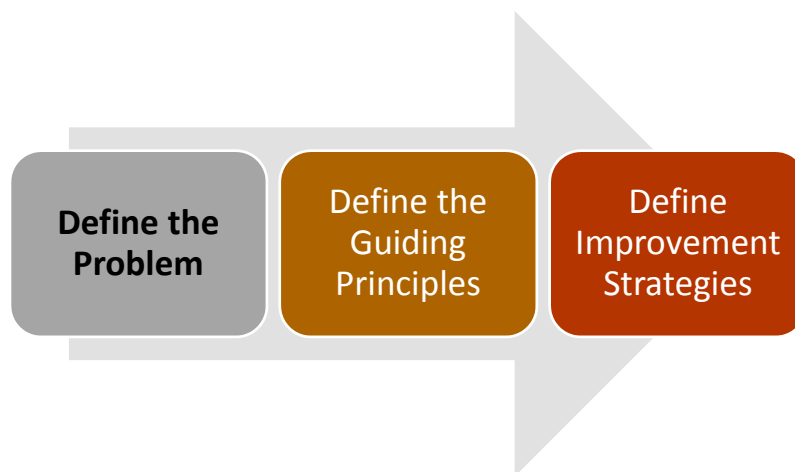 Define the
Problem
Define the
Guiding
Principles
Define
Improvement
Strategies